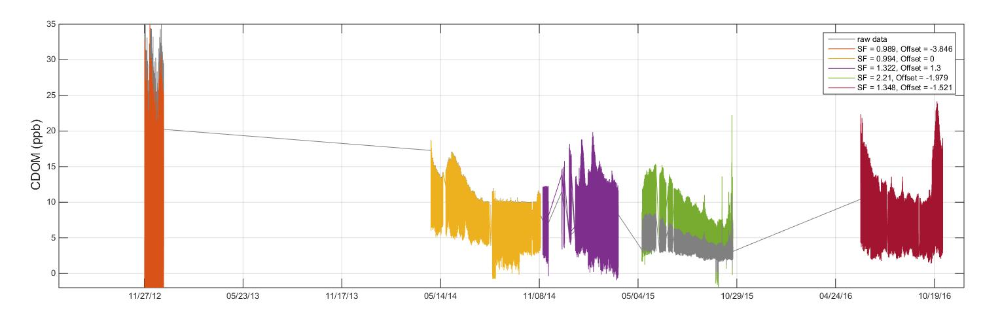 35
30
25
20
15
10
5
0
CDOM (ppb)
raw data
SF = 0.989, Offset = -3.846
SF = 0.994, Offset = 0
SF = 1.322, Offset = 1.3
SF = 2.21, Offset = -1.979
SF = 1.348, Offset = -1.521
11/27/12 05/23/13 11/17/13 05/14/14 11/08/14 05/04/15 10/29/15 04/24/16 10/19/16